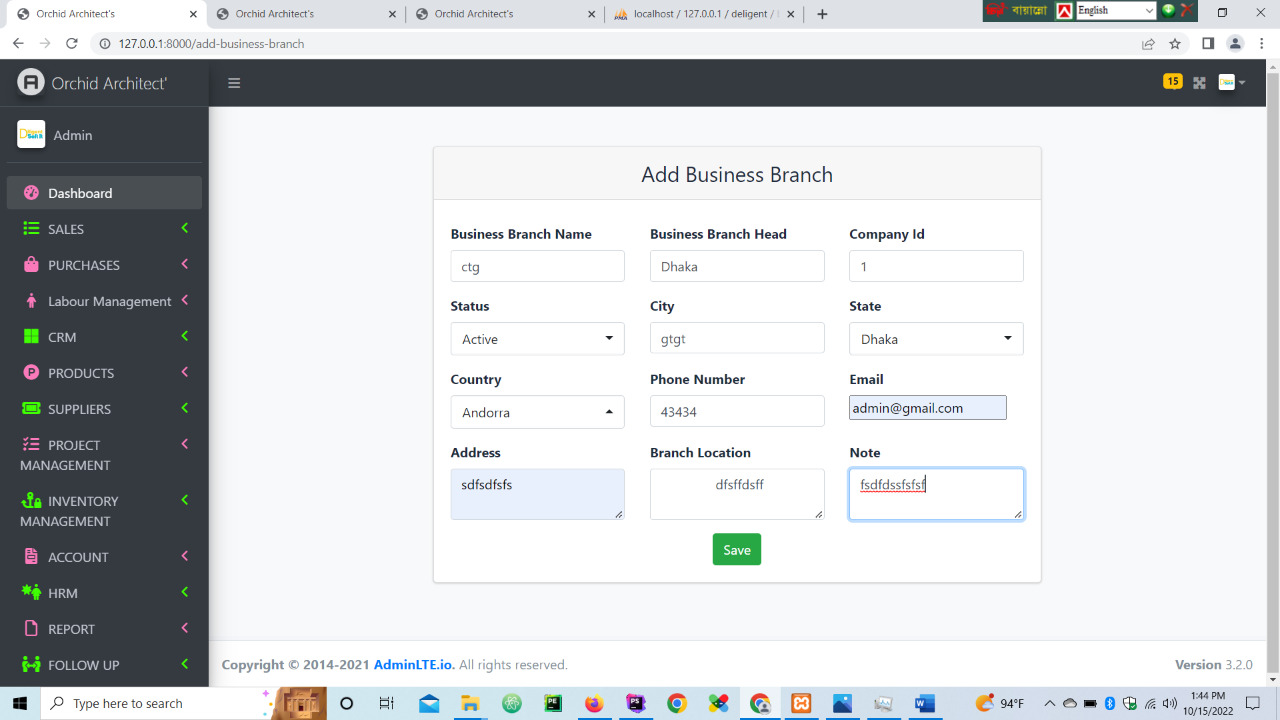 Orchid Architect's
Orchid Architect's
Orchid Architect's
localhost / 127.0.0.1 / deligent / b
English
127.0.0.1:8000/add-business-branch
Orchid Architect'
15
Admin
Dashboard
SALES
PURCHASES
Labour Management
CRM
PRODUCTS
SUPPLIERS
PROJECT
MANAGEMENT
INVENTORY
MANAGEMENT
ACCOUNT
HRM
REPORT
FOLLOW UP
Add Business Branch
Business Branch Name Business Branch Head Company Id
ctg Dhaka 1
Status City State
Active gtgt Dhaka
Country Phone Number Email
Andorra 43434 admin@gmail.com
Address Branch Location Note
sdfsdfsfs dfsffdsff fsdfdssfsfsf
Save
Copyright © 2014-2021 AdminLTE.io. All rights reserved. Version 3.2.0
Type here to search
94°F
1:44 PM
10/15/2022